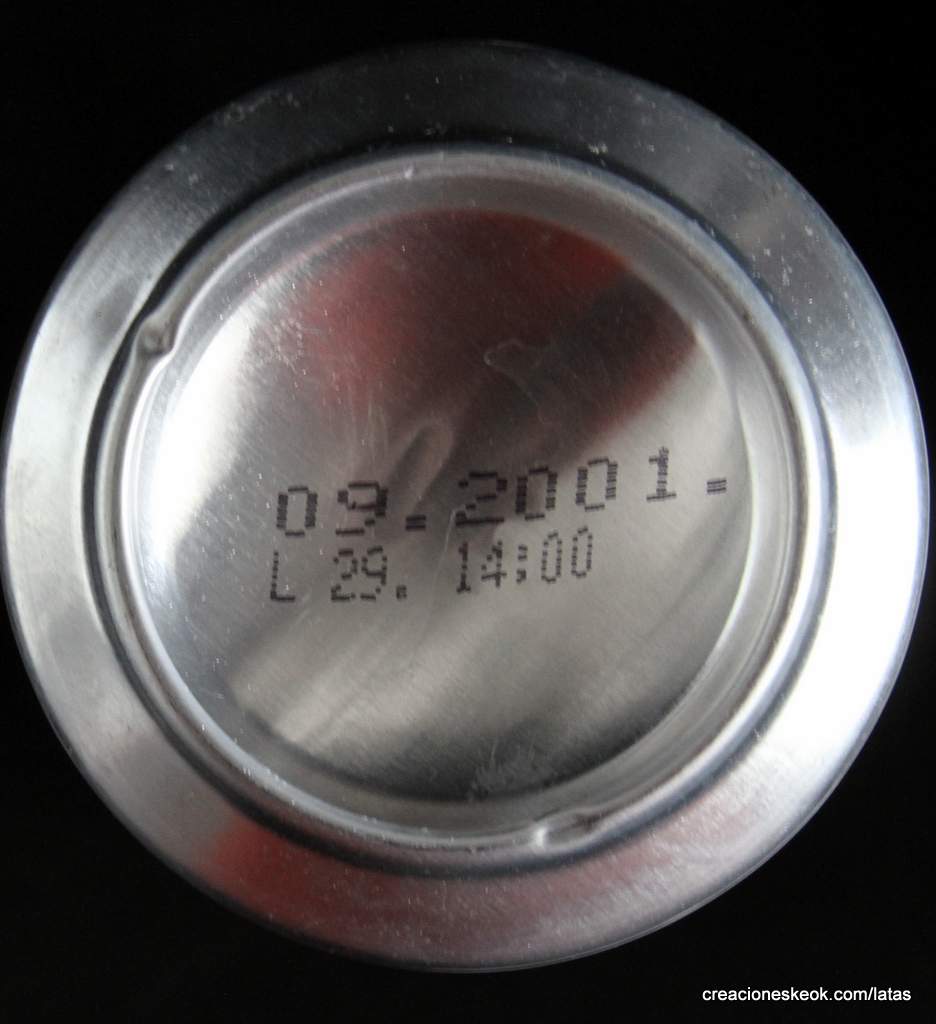 09.2001.
L 29. 14:00
creacioneskeok.com/latas